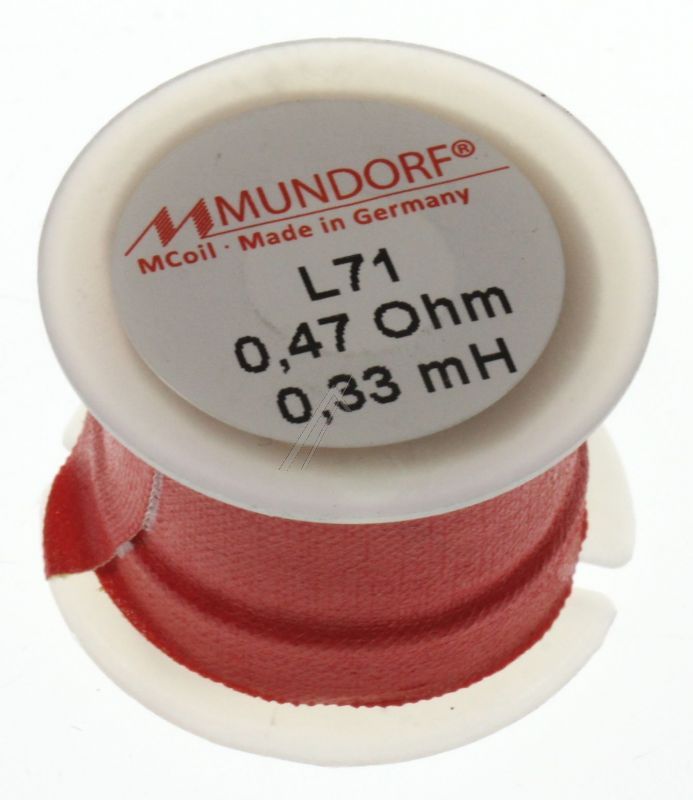 MUNDORF®
MCoil · Made in Germany
L71
0,47 Ohm
0,33 mH